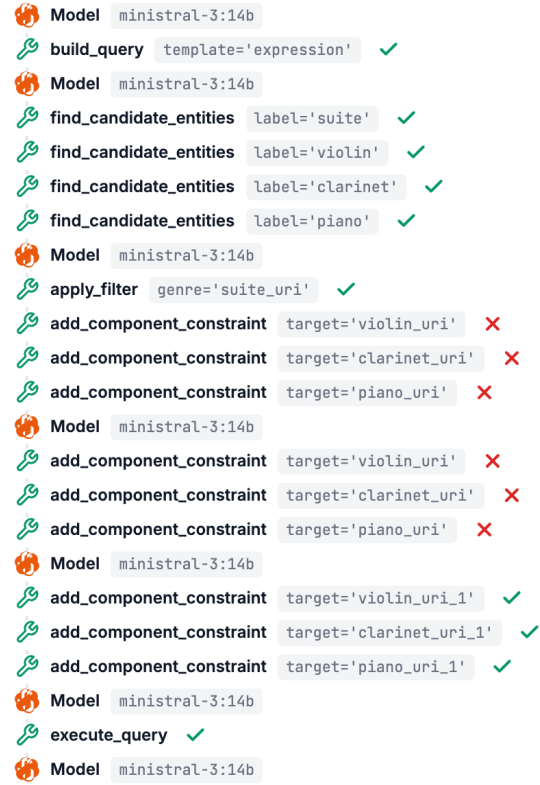 Model ministral-3:14b
build_query template='expression'
Model ministral-3:14b
find_candidate_entities label='suite'
find_candidate_entities label='violin'
find_candidate_entities label='clarinet'
find_candidate_entities label='piano'
Model ministral-3:14b
apply_filter genre='suite_uri'
add_component_constraint target='violin_uri'
add_component_constraint target='clarinet_uri'
add_component_constraint target='piano_uri'
Model ministral-3:14b
add_component_constraint target='violin_uri'
add_component_constraint target='clarinet_uri'
add_component_constraint target='piano_uri'
Model ministral-3:14b
add_component_constraint target='violin_uri_1'
add_component_constraint target='clarinet_uri_1'
add_component_constraint target='piano_uri_1'
Model ministral-3:14b
execute_query
Model ministral-3:14b